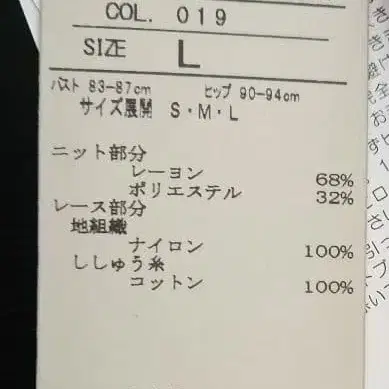 COL. 019
SIZE L
バスト 83-87cm ヒップ 90-94cm
サイズ展開 S・M・L
ニット部分
レーヨン 68%
ポリエステル 32%
レース部分
地組織
ナイロン 100%
ししゅう糸
コットン 100%